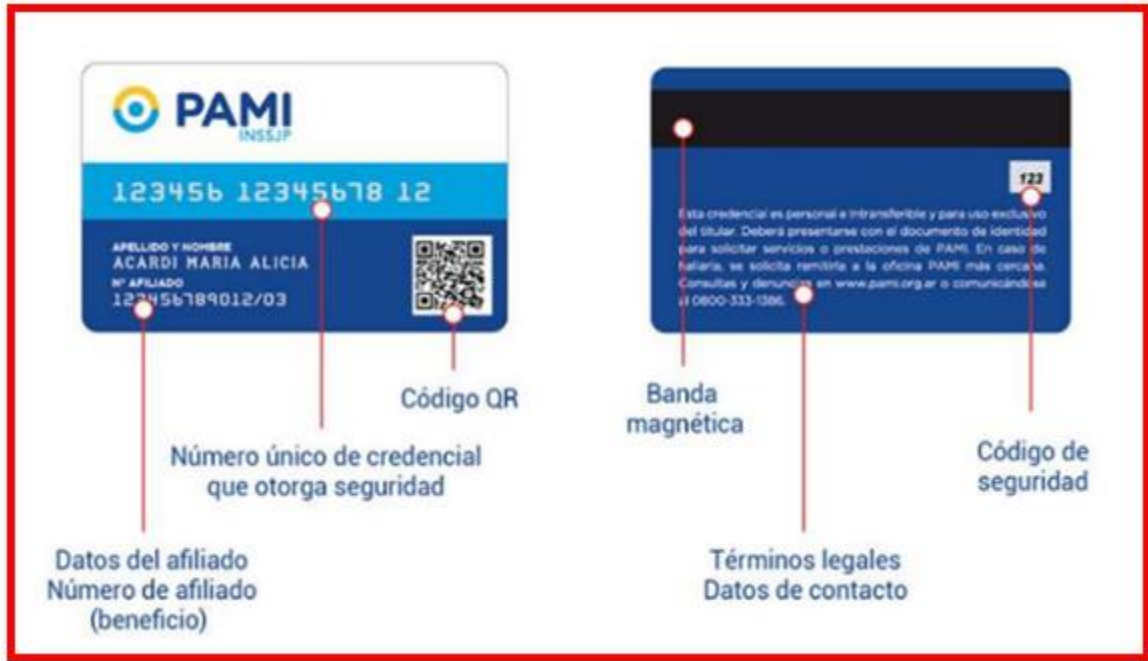 PAMI
INSSJP
123456 12345678 12
APELLIDO Y NOMBRE
ACARDI MARIA ALICIA
N° AFILIADO
123456789012/03
Código QR
Número único de credencial
que otorga seguridad
Datos del afiliado
Número de afiliado
(beneficio)
123
Esta credencial es personal e intransferible y para uso exclusivo
del titular. Deberá presentarse con el documento de identidad
para solicitar servicios o prestaciones de PAMI. En caso de
hallarla, se solicita remitirla a la oficina PAMI más cercana.
Consultas y denuncias en www.pami.org.ar o comunicándose
al 0800-333-1386.
Banda
magnética
Código de
seguridad
Términos legales
Datos de contacto